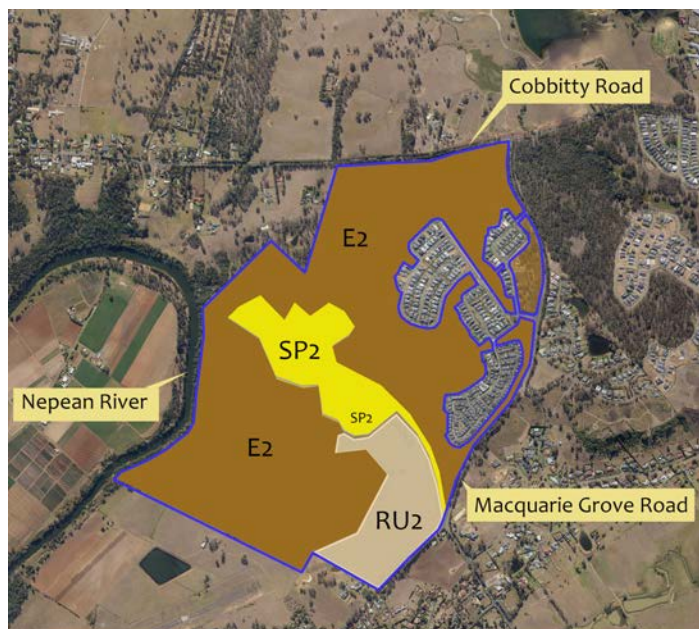 Cobbitty Road
E2
SP2
Nepean River
SP2
E2
Macquarie Grove Road
RU2